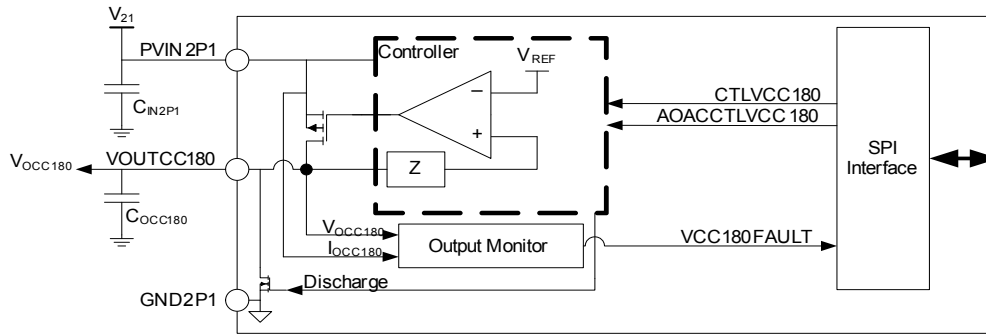 V21
PVIN2P1
CIN2P1
Controller
VREF
−
+
Z
CTLVCC180
AOACCTLVCC180
SPI
Interface
VOCC180
VOUTCC180
COCC180
VOCC180
IOCC180
Output Monitor
VCC180FAULT
Discharge
GND2P1